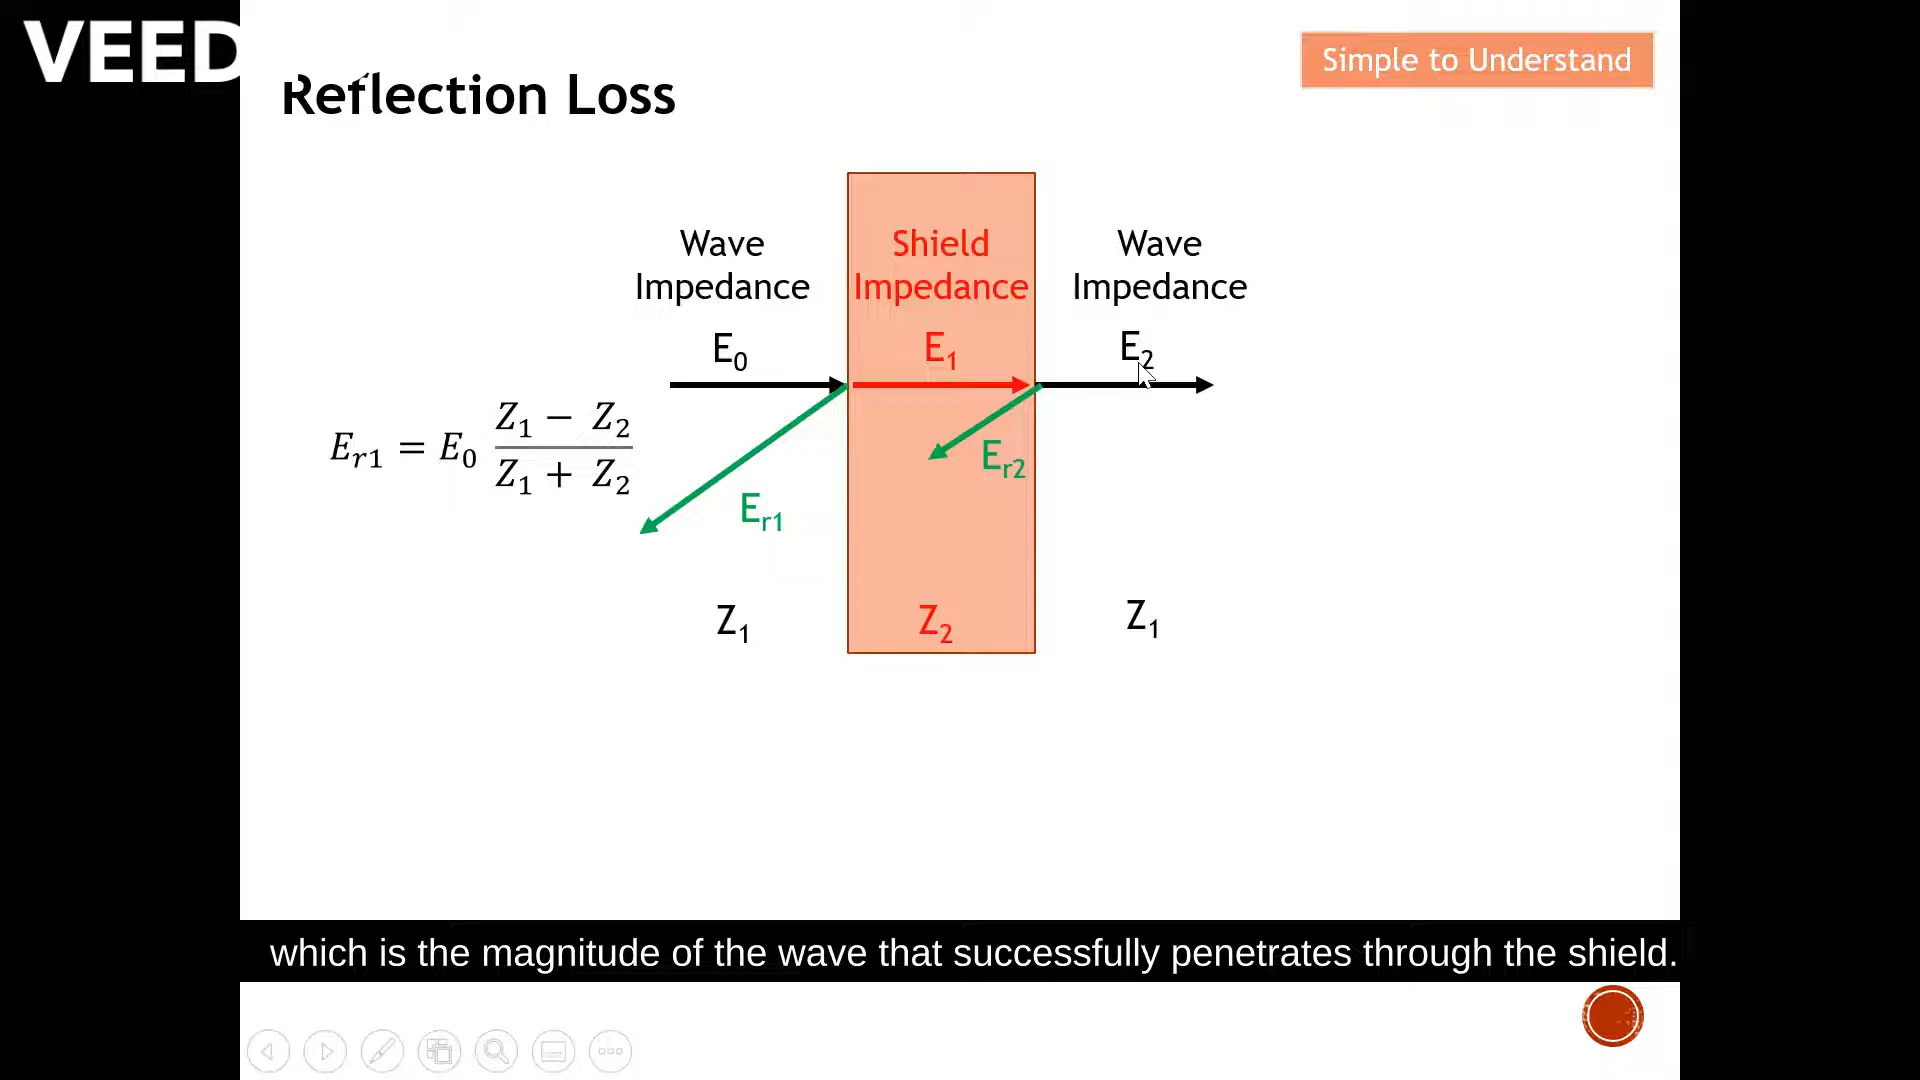 VEED
Simple to Understand
Reflection Loss
Wave Impedance
Shield Impedance
Wave Impedance
E₀
E₁
E₂
Eᵣ₁ = E₀ (Z₁ − Z₂)/(Z₁ + Z₂)
Eᵣ₂
Eᵣ₁
Z₁
Z₂
Z₁
which is the magnitude of the wave that successfully penetrates through the shield.